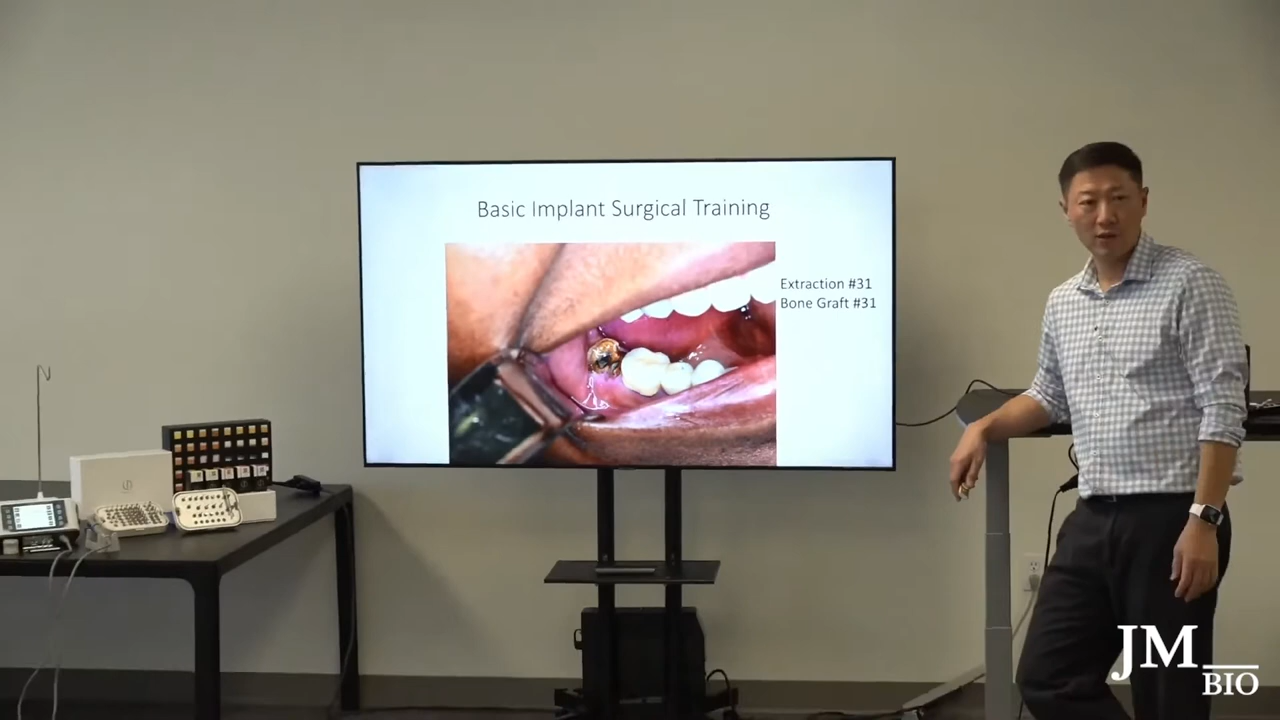 Basic Implant Surgical Training
Extraction #31
Bone Graft #31
JM
BIO